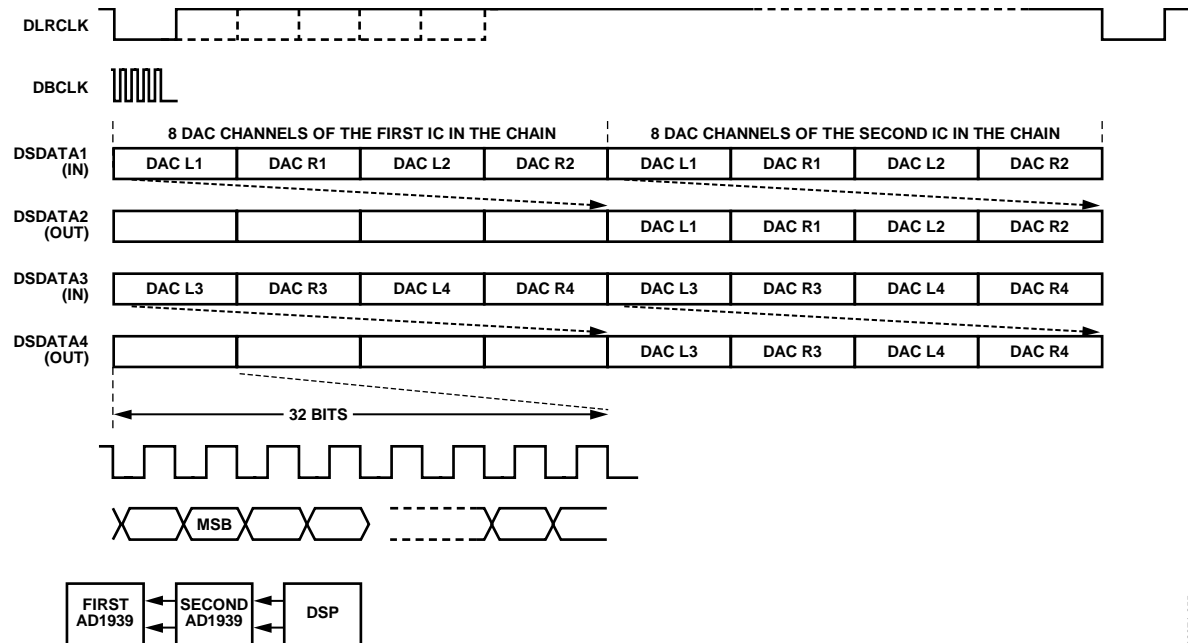 DLRCLK
DBCLK
8 DAC CHANNELS OF THE FIRST IC IN THE CHAIN 8 DAC CHANNELS OF THE SECOND IC IN THE CHAIN
DSDATA1
(IN)
DAC L1 DAC R1 DAC L2 DAC R2 DAC L1 DAC R1 DAC L2 DAC R2
DSDATA2
(OUT)
DAC L1 DAC R1 DAC L2 DAC R2
DSDATA3
(IN)
DAC L3 DAC R3 DAC L4 DAC R4 DAC L3 DAC R3 DAC L4 DAC R4
DSDATA4
(OUT)
DAC L3 DAC R3 DAC L4 DAC R4
32 BITS
MSB
FIRST
AD1939
SECOND
AD1939
DSP